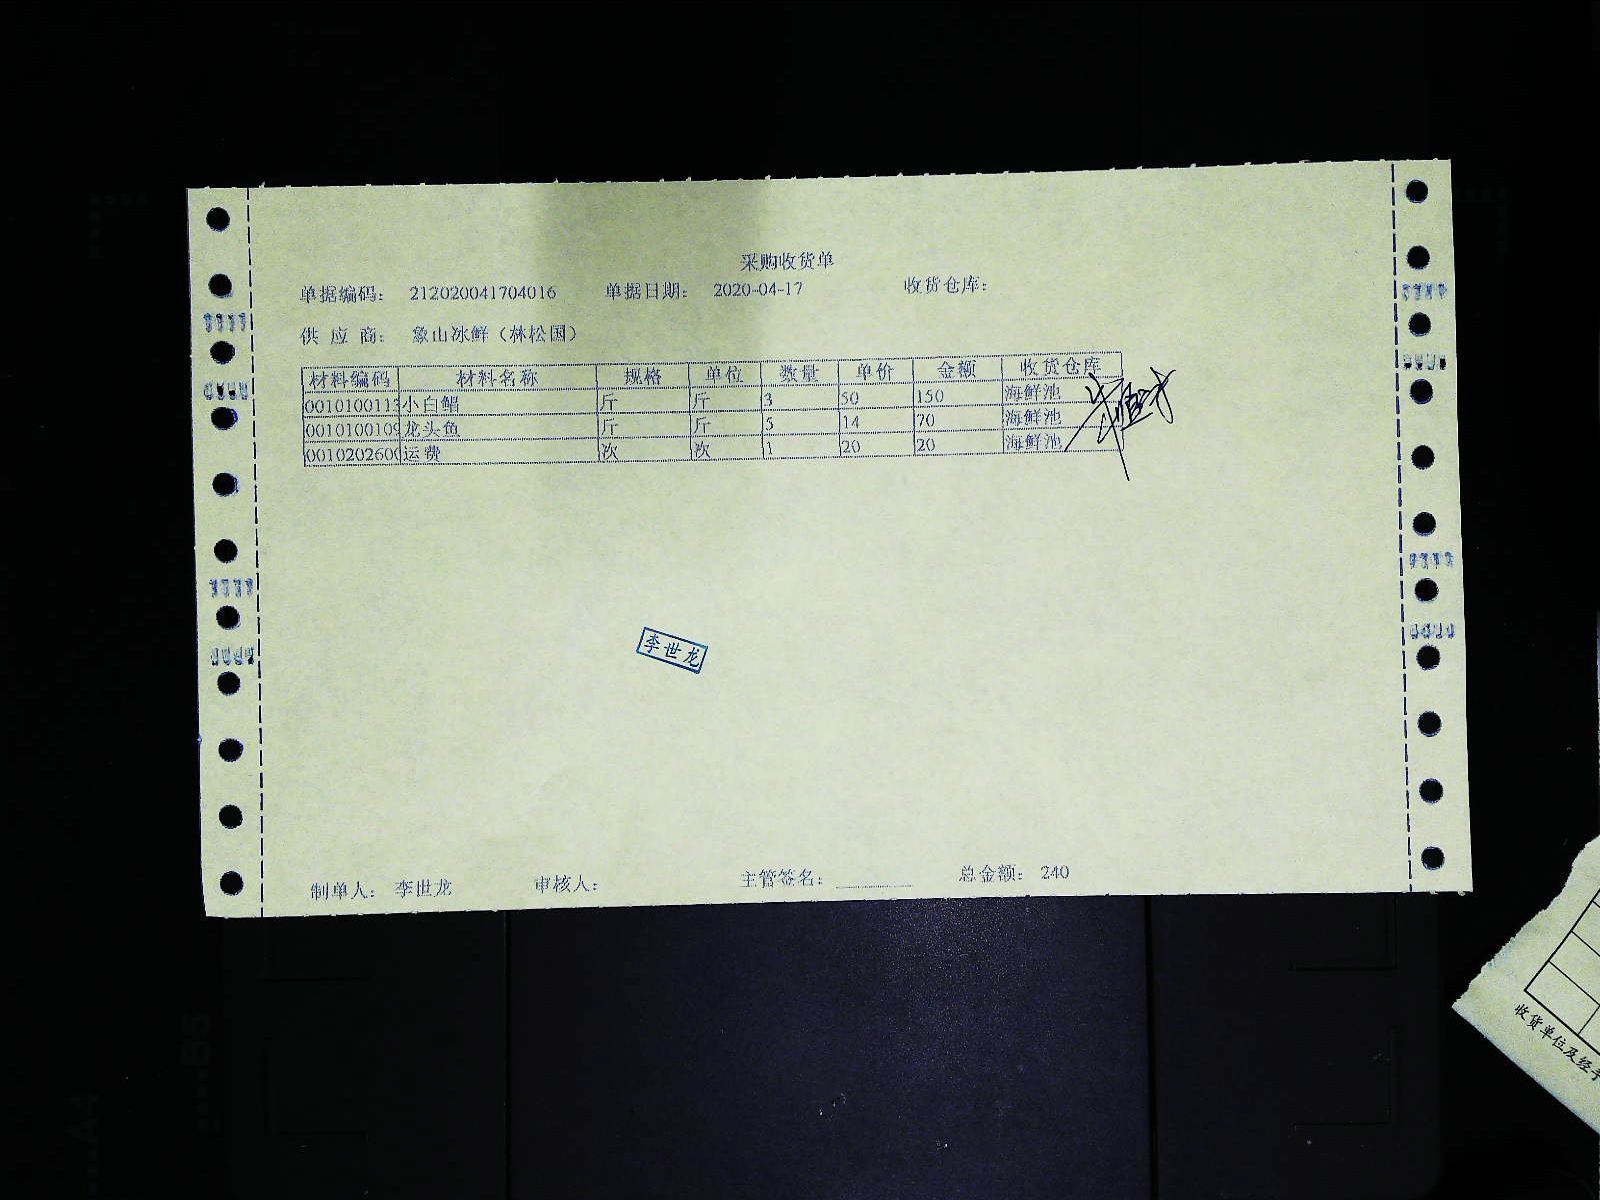 采购收货单
单据编码: 212020041704016 单据日期: 2020-04-17 收货仓库:
供 应 商: 象山冰鲜（林松国）
材料编码 材料名称 规格 单位 数量 单价 金额 收货仓库
0010100113 小白鲳 斤 斤 3 50 150 海鲜池
0010100109 龙头鱼 斤 斤 5 14 70 海鲜池
0010202600 运费 次 次 1 20 20 海鲜池
李世龙
制单人: 李世龙 审核人: 主管签名: 总金额: 240
收货单位及经手
B5
A4